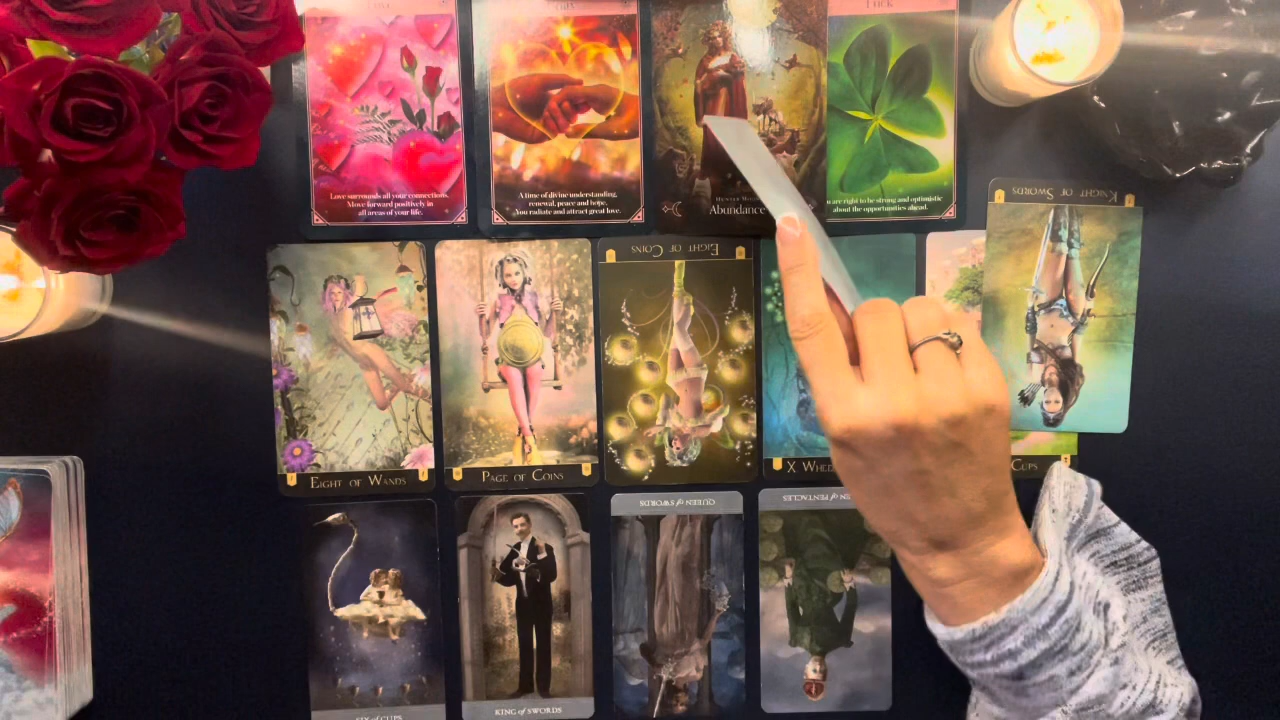 LUCK
Love surrounds all your connections.
Move forward positively in
all areas of your life.
A time of divine understanding,
renewal, peace and hope.
You radiate and attract great love.
Abundance
are right to be strong and optimistic
about the opportunities ahead.
KNIGHT OF SWORDS
EIGHT OF WANDS
PAGE OF COINS
EIGHT OF COINS
X
CUPS
SIX of CUPS
KING of SWORDS
QUEEN of SWORDS
of PENTACLES